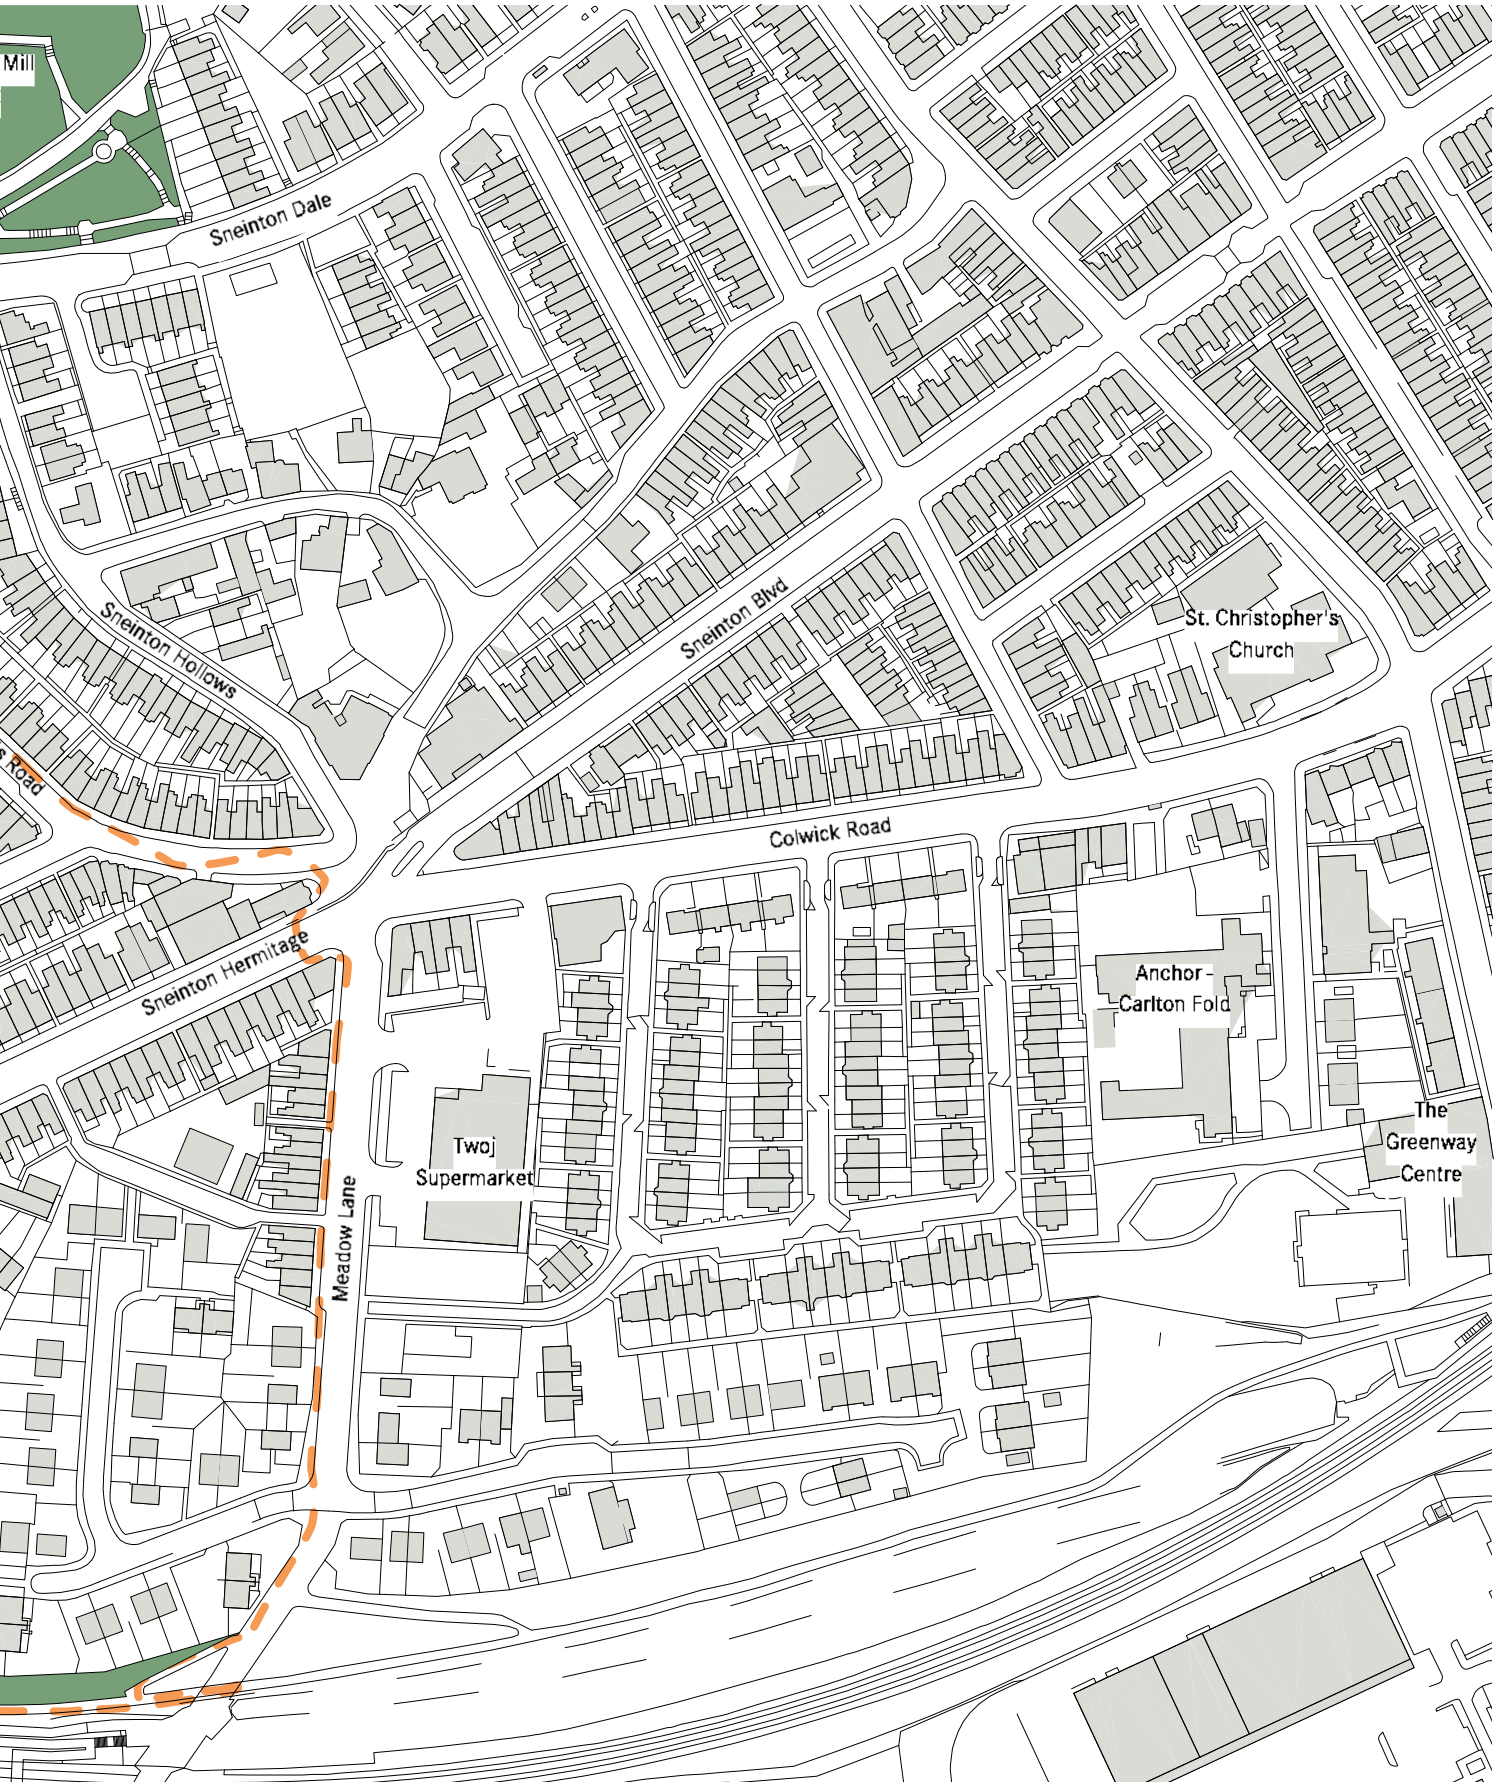 Mill
Sneinton Dale
Sneinton Hollows
Sneinton Blvd
St. Christopher's
Church
s Road
Colwick Road
Sneinton Hermitage
Anchor -
Carlton Fold
Twoj
Supermarket
Meadow Lane
The
Greenway
Centre